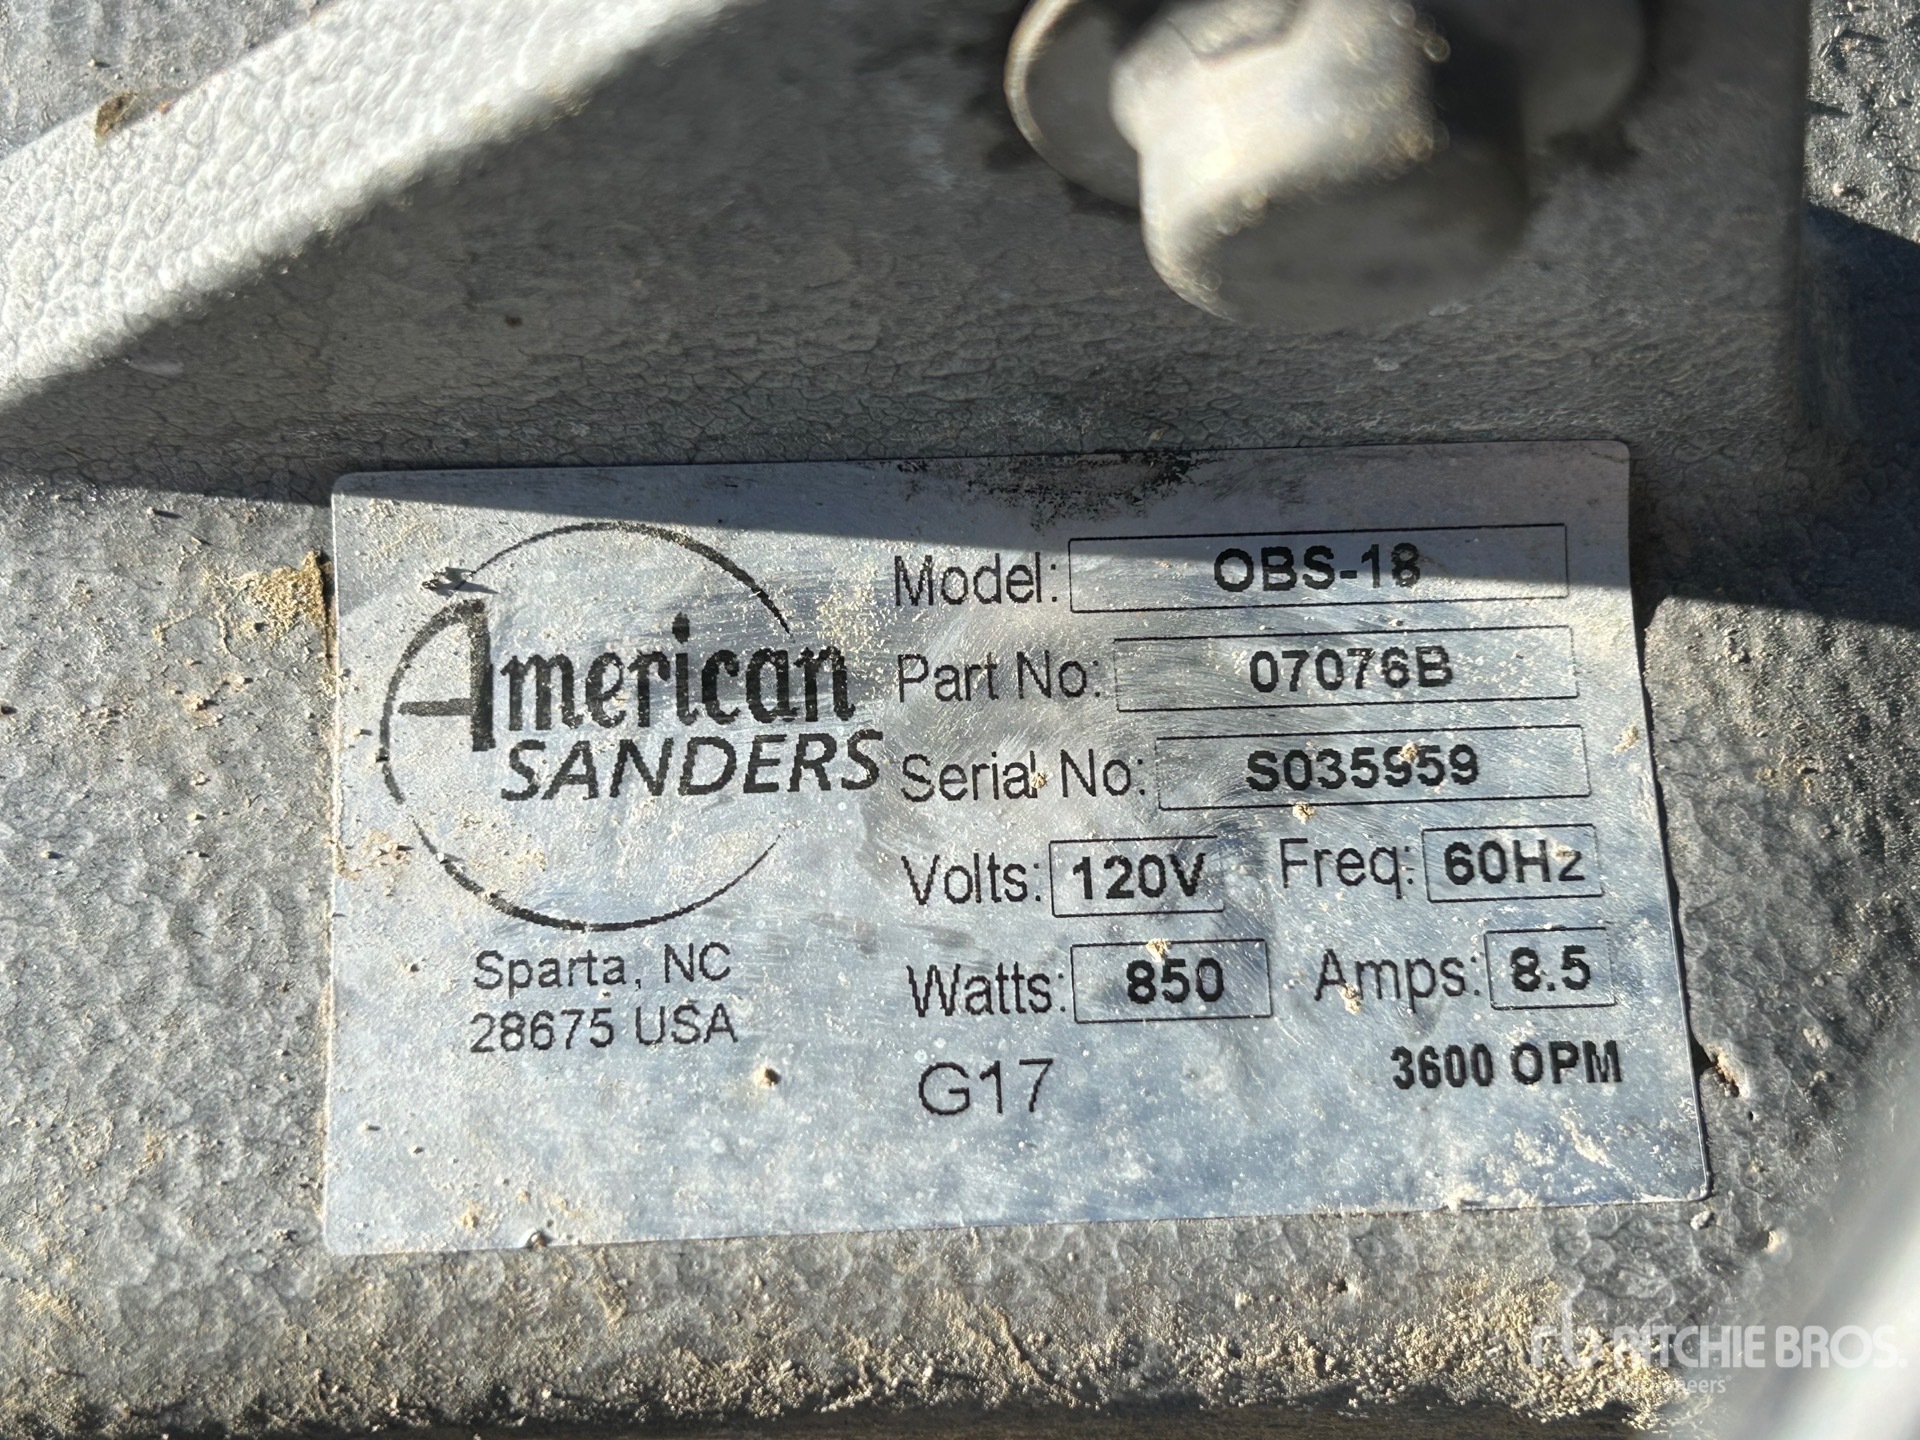 American
SANDERS
Sparta, NC
28675 USA
Model: OBS-18
Part No: 07076B
Serial No: S035959
Volts: 120V Freq: 60Hz
Watts: 850 Amps: 8.5
G17 3600 OPM
RITCHIE BROS.